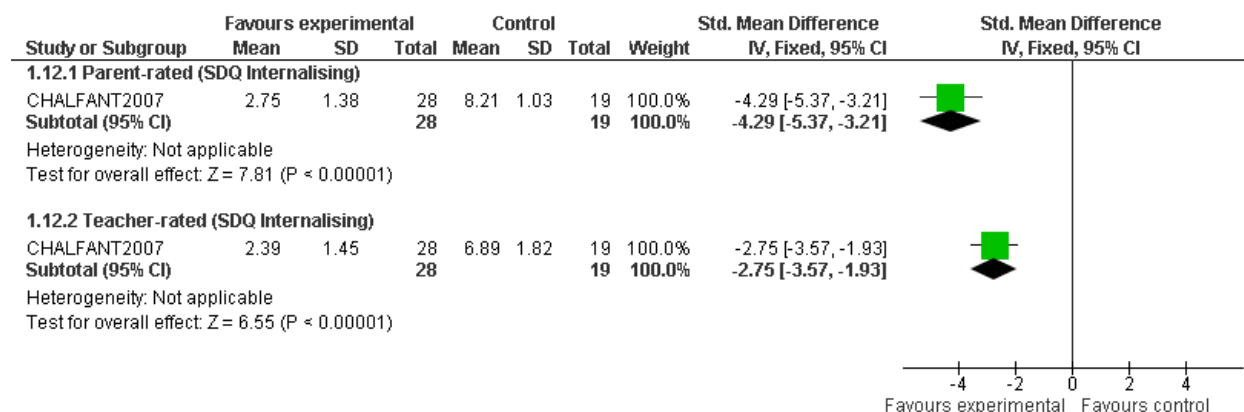 Favours experimental Control Std. Mean Difference Std. Mean Difference
Study or Subgroup Mean SD Total Mean SD Total Weight IV, Fixed, 95% CI IV, Fixed, 95% CI
1.12.1 Parent-rated (SDQ Internalising)
CHALFANT2007 2.75 1.38 28 8.21 1.03 19 100.0% -4.29 [-5.37, -3.21]
Subtotal (95% CI) 28 19 100.0% -4.29 [-5.37, -3.21]
Heterogeneity: Not applicable
Test for overall effect: Z = 7.81 (P < 0.00001)
1.12.2 Teacher-rated (SDQ Internalising)
CHALFANT2007 2.39 1.45 28 6.89 1.82 19 100.0% -2.75 [-3.57, -1.93]
Subtotal (95% CI) 28 19 100.0% -2.75 [-3.57, -1.93]
Heterogeneity: Not applicable
Test for overall effect: Z = 6.55 (P < 0.00001)
-4 -2 0 2 4
Favours experimental Favours control